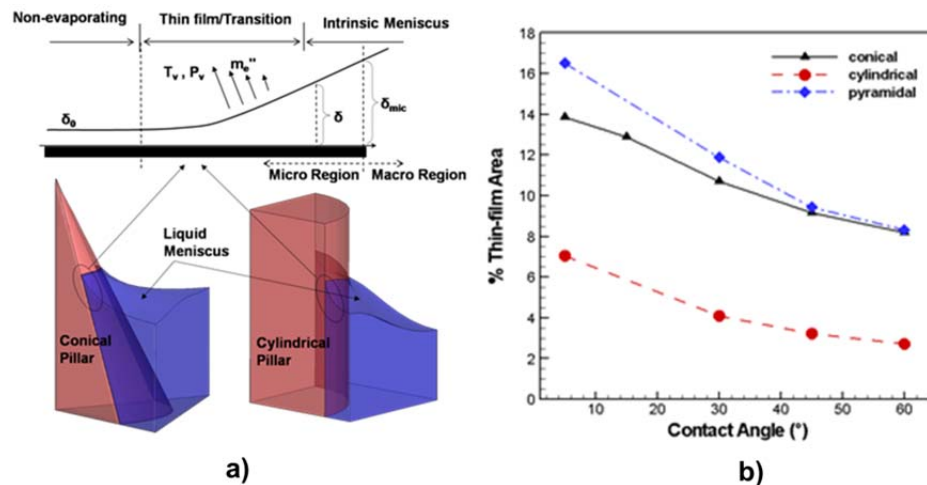 Non-evaporating
Thin film/Transition
Intrinsic Meniscus
Tv , Pv
me"
δ0
δ
δmic
Micro Region
Macro Region
Liquid
Meniscus
Conical
Pillar
Cylindrical
Pillar
a)
% Thin-film Area
18
16
14
12
10
8
6
4
2
0
conical
cylindrical
pyramidal
10
20
30
40
50
60
Contact Angle (°)
b)